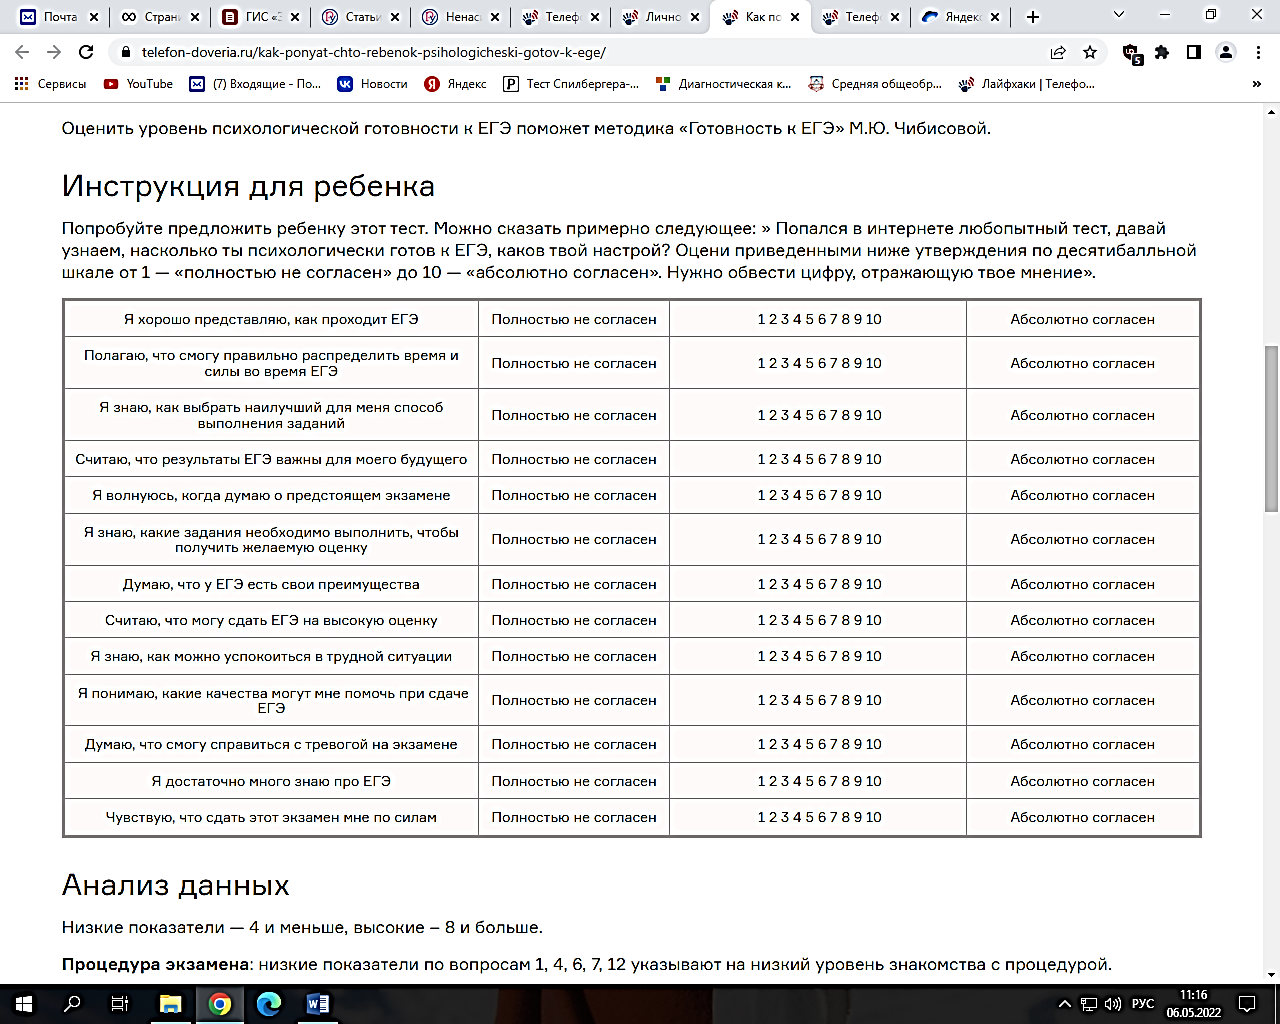 Почта
Страни
ГИС «Э
Статьи
Ненас
Телеф
Лично
Как по
Телеф
Яндекс
telefon-doveria.ru/kak-ponyat-chto-rebenok-psihologicheski-gotov-k-ege/
5
Сервисы
YouTube
(7) Входящие - По...
Новости
Яндекс
Тест Спилбергера-...
Диагностическая к...
Средняя общеобр...
Лайфхаки | Телефо...
»
Оценить уровень психологической готовности к ЕГЭ поможет методика «Готовность к ЕГЭ» М.Ю. Чибисовой.
Инструкция для ребенка
Попробуйте предложить ребенку этот тест. Можно сказать примерно следующее: » Попался в интернете любопытный тест, давай
узнаем, насколько ты психологически готов к ЕГЭ, каков твой настрой? Оцени приведенными ниже утверждения по десятибалльной
шкале от 1 — «полностью не согласен» до 10 — «абсолютно согласен». Нужно обвести цифру, отражающую твое мнение».
Я хорошо представляю, как проходит ЕГЭ Полностью не согласен 1 2 3 4 5 6 7 8 9 10 Абсолютно согласен
Полагаю, что смогу правильно распределить время и
силы во время ЕГЭ Полностью не согласен 1 2 3 4 5 6 7 8 9 10 Абсолютно согласен
Я знаю, как выбрать наилучший для меня способ
выполнения заданий Полностью не согласен 1 2 3 4 5 6 7 8 9 10 Абсолютно согласен
Считаю, что результаты ЕГЭ важны для моего будущего Полностью не согласен 1 2 3 4 5 6 7 8 9 10 Абсолютно согласен
Я волнуюсь, когда думаю о предстоящем экзамене Полностью не согласен 1 2 3 4 5 6 7 8 9 10 Абсолютно согласен
Я знаю, какие задания необходимо выполнить, чтобы
получить желаемую оценку Полностью не согласен 1 2 3 4 5 6 7 8 9 10 Абсолютно согласен
Думаю, что у ЕГЭ есть свои преимущества Полностью не согласен 1 2 3 4 5 6 7 8 9 10 Абсолютно согласен
Считаю, что могу сдать ЕГЭ на высокую оценку Полностью не согласен 1 2 3 4 5 6 7 8 9 10 Абсолютно согласен
Я знаю, как можно успокоиться в трудной ситуации Полностью не согласен 1 2 3 4 5 6 7 8 9 10 Абсолютно согласен
Я понимаю, какие качества могут мне помочь при сдаче
ЕГЭ Полностью не согласен 1 2 3 4 5 6 7 8 9 10 Абсолютно согласен
Думаю, что смогу справиться с тревогой на экзамене Полностью не согласен 1 2 3 4 5 6 7 8 9 10 Абсолютно согласен
Я достаточно много знаю про ЕГЭ Полностью не согласен 1 2 3 4 5 6 7 8 9 10 Абсолютно согласен
Чувствую, что сдать этот экзамен мне по силам Полностью не согласен 1 2 3 4 5 6 7 8 9 10 Абсолютно согласен
Анализ данных
Низкие показатели — 4 и меньше, высокие – 8 и больше.
Процедура экзамена: низкие показатели по вопросам 1, 4, 6, 7, 12 указывают на низкий уровень знакомства с процедурой.
РУС
11:16
06.05.2022